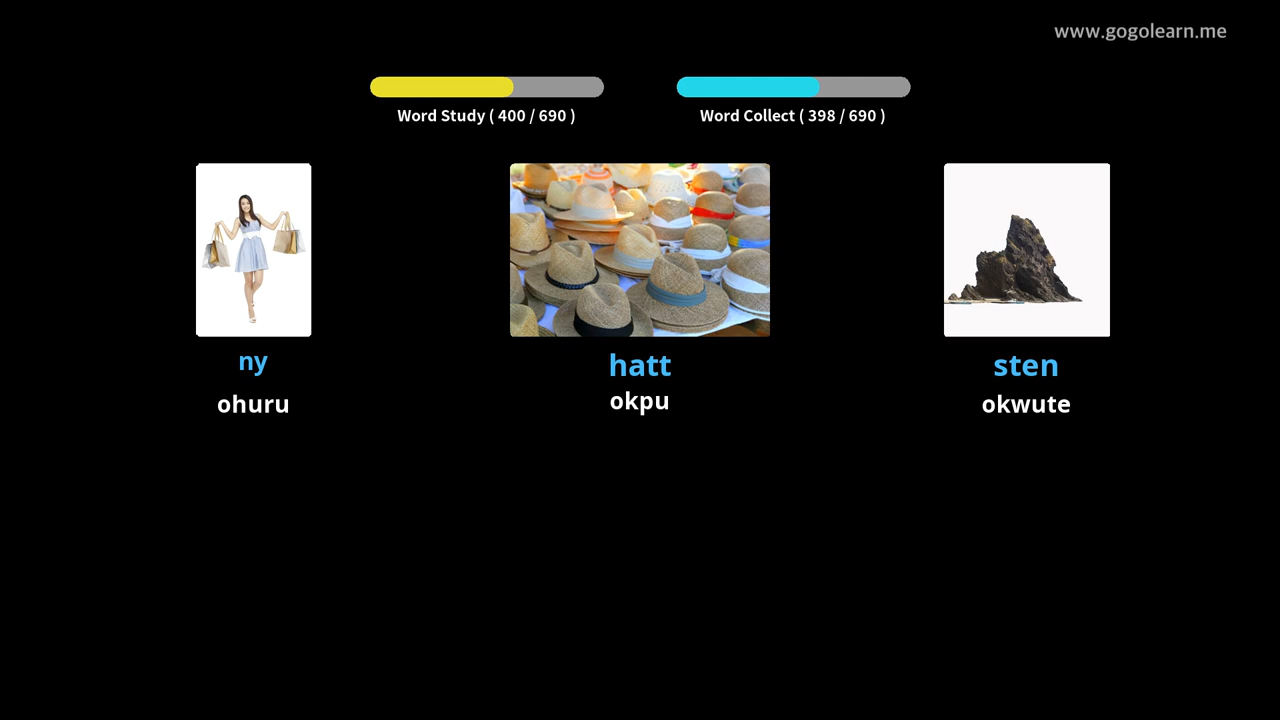 www.gogolearn.me
Word Study ( 400 / 690 )
Word Collect ( 398 / 690 )
ny
ohuru
hatt
okpu
sten
okwute